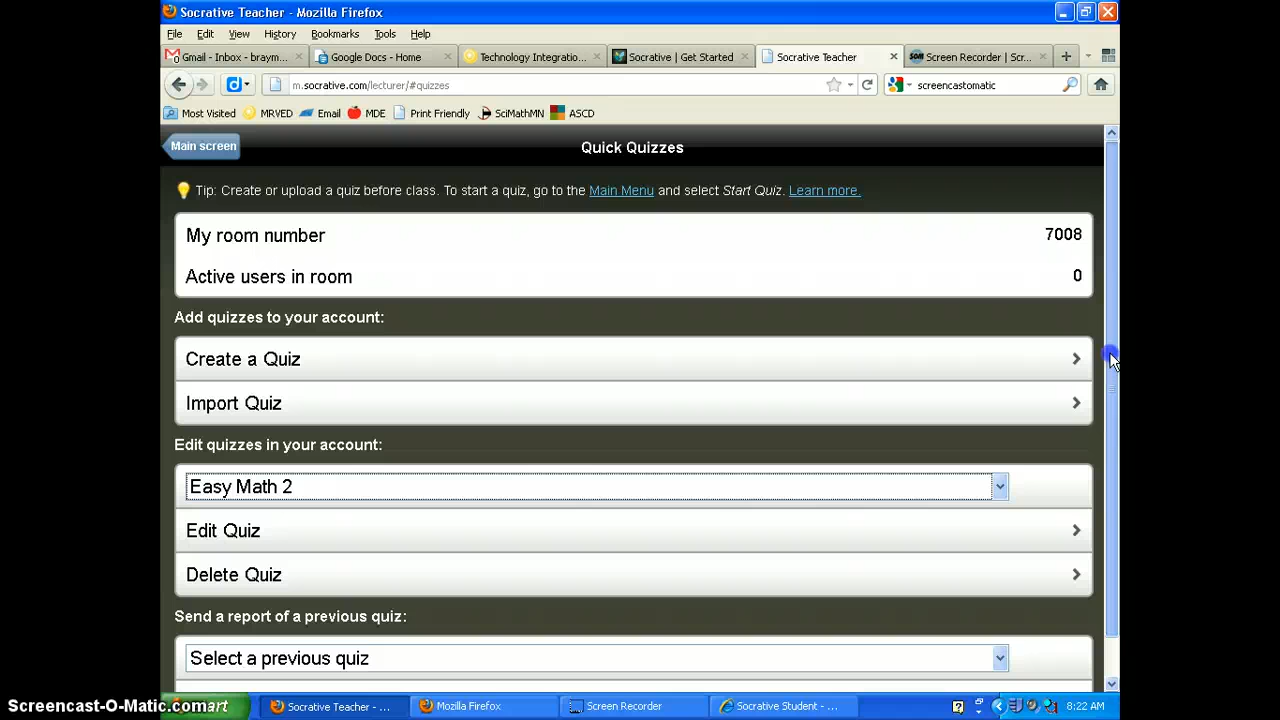 Socrative Teacher - Mozilla Firefox
File Edit View History Bookmarks Tools Help
Gmail - Inbox - braym... Google Docs - Home Technology Integratio... Socrative | Get Started Socrative Teacher Screen Recorder | Scr...
m.socrative.com/lecturer/#quizzes screencastomatic
Most Visited MRVED Email MDE Print Friendly SciMathMN ASCD
Main screen
Quick Quizzes
Tip: Create or upload a quiz before class. To start a quiz, go to the Main Menu and select Start Quiz. Learn more.
My room number 7008
Active users in room 0
Add quizzes to your account:
Create a Quiz
Import Quiz
Edit quizzes in your account:
Easy Math 2
Edit Quiz
Delete Quiz
Send a report of a previous quiz:
Select a previous quiz
Screencast-O-Matic.com
art Socrative Teacher - ... Mozilla Firefox Screen Recorder Socrative Student - ... 8:22 AM